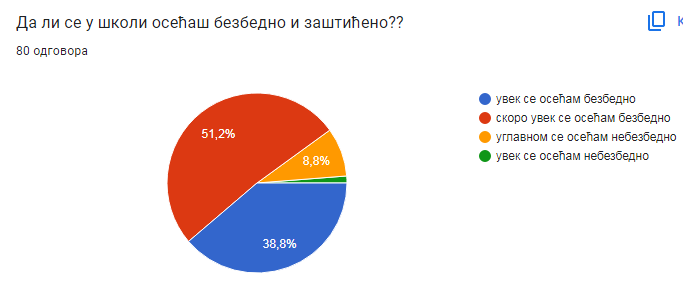 Да ли се у школи осећаш безбедно и заштићено??
80 одговора
51,2%
8,8%
38,8%
увек се осећам безбедно
скоро увек се осећам безбедно
углавном се осећам небезбедно
увек се осећам небезбедно